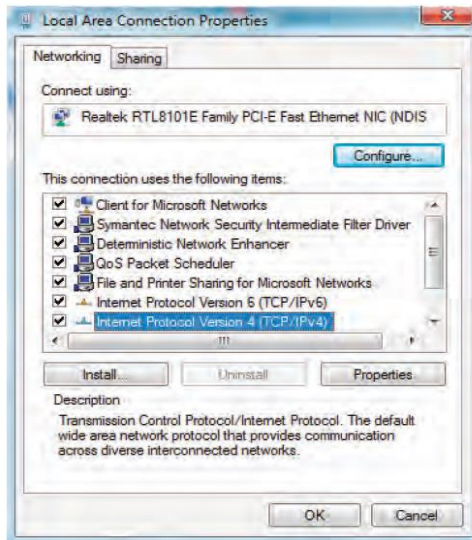 Local Area Connection Properties
Networking Sharing
Connect using:
Realtek RTL8101E Family PCI-E Fast Ethernet NIC (NDIS
Configure...
This connection uses the following items:
Client for Microsoft Networks
Symantec Network Security Intermediate Filter Driver
Deterministic Network Enhancer
QoS Packet Scheduler
File and Printer Sharing for Microsoft Networks
Internet Protocol Version 6 (TCP/IPv6)
Internet Protocol Version 4 (TCP/IPv4)
Install... Uninstall Properties
Description
Transmission Control Protocol/Internet Protocol. The default
wide area network protocol that provides communication
across diverse interconnected networks.
OK Cancel